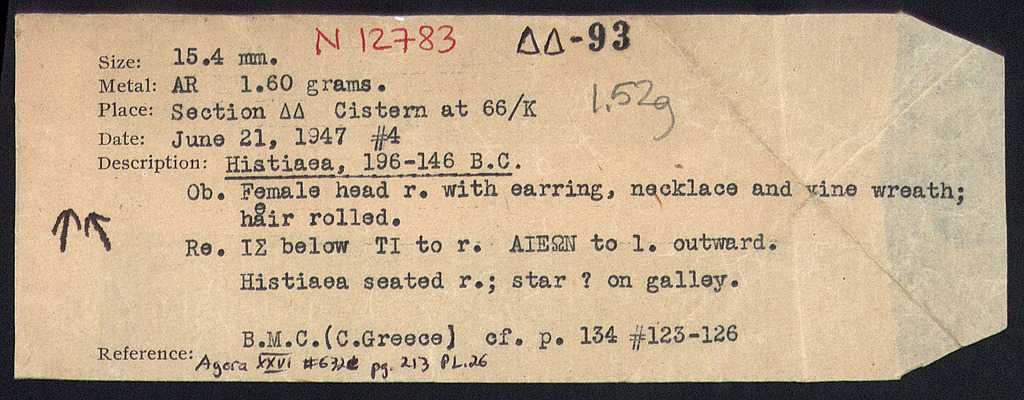 N 12783 ΔΔ-93
Size: 15.4 mm.
Metal: AR 1.60 grams.
1.52g
Place: Section ΔΔ Cistern at 66/K
Date: June 21, 1947 #4
Description: Histiaea, 196-146 B.C.
Ob. Female head r. with earring, necklace and vine wreath;
hair rolled.
Re. ΙΣ below ΤΙ to r. ΑΙΕΩΝ to l. outward.
Histiaea seated r.; star ? on galley.
B.M.C.(C.Greece) cf. p. 134 #123-126
Reference: Agora XXVI pg. 213 PL.26